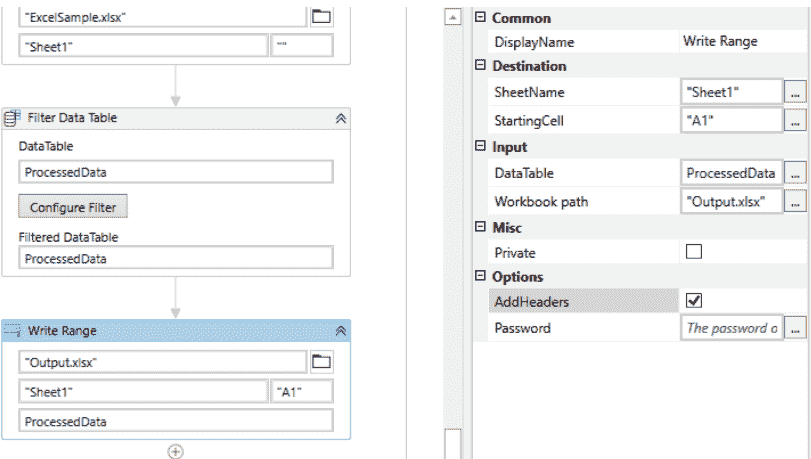 "ExcelSample.xlsx"
"Sheet1" ""
Filter Data Table
DataTable
ProcessedData
Configure Filter
Filtered DataTable
ProcessedData
Write Range
"Output.xlsx"
"Sheet1" "A1"
ProcessedData
Common
DisplayName Write Range
Destination
SheetName "Sheet1" ...
StartingCell "A1" ...
Input
DataTable ProcessedData ...
Workbook path "Output.xlsx" ...
Misc
Private
Options
AddHeaders
Password The password o ...